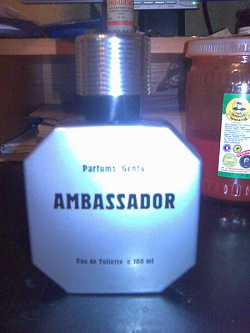 Parfums Genty
AMBASSADOR
Eau de Toilette e 100 ml